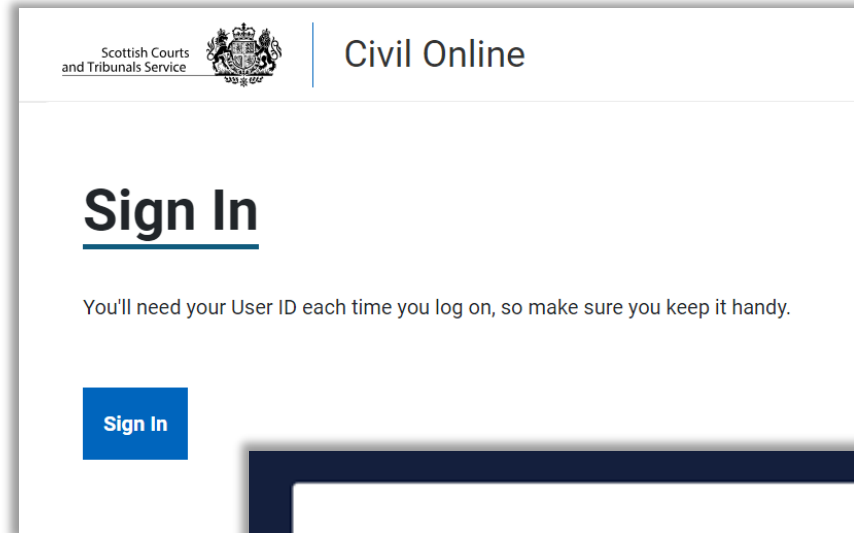 Scottish Courts
and Tribunals Service
Civil Online
Sign In
You'll need your User ID each time you log on, so make sure you keep it handy.
Sign In